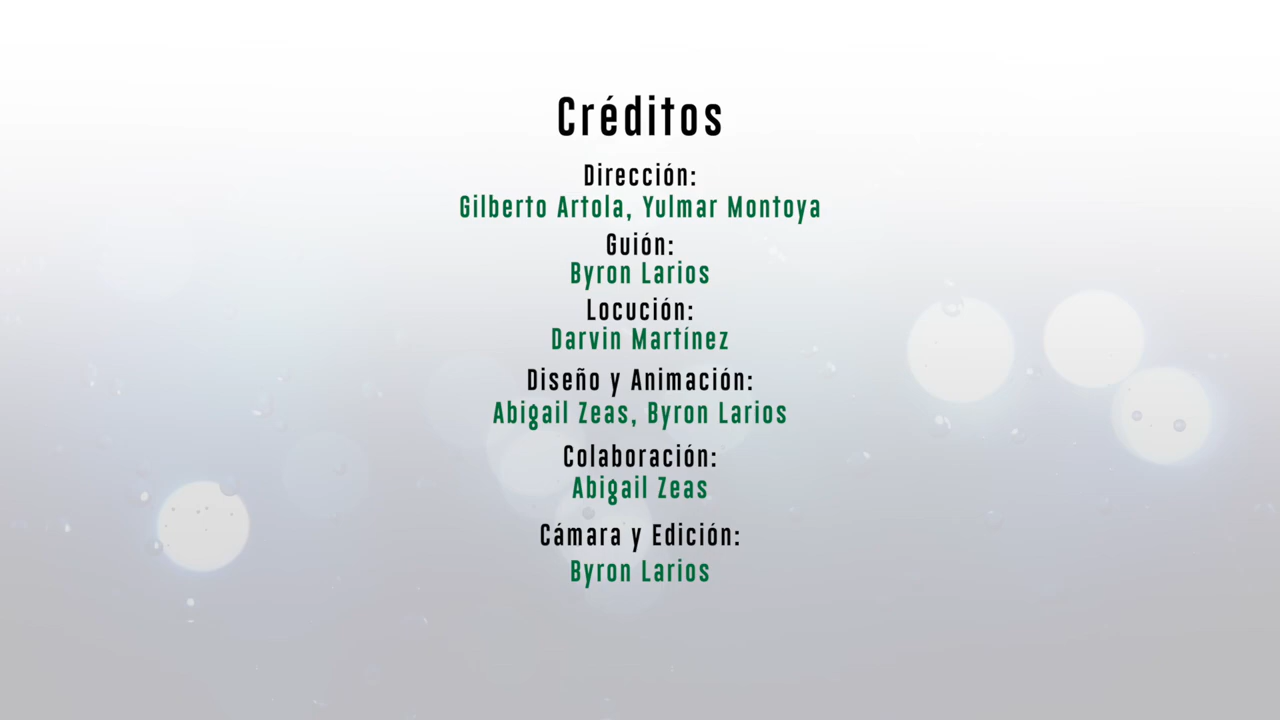 Créditos
Dirección:
Gilberto Artola, Yulmar Montoya
Guión:
Byron Larios
Locución:
Darvin Martínez
Diseño y Animación:
Abigail Zeas, Byron Larios
Colaboración:
Abigail Zeas
Cámara y Edición:
Byron Larios